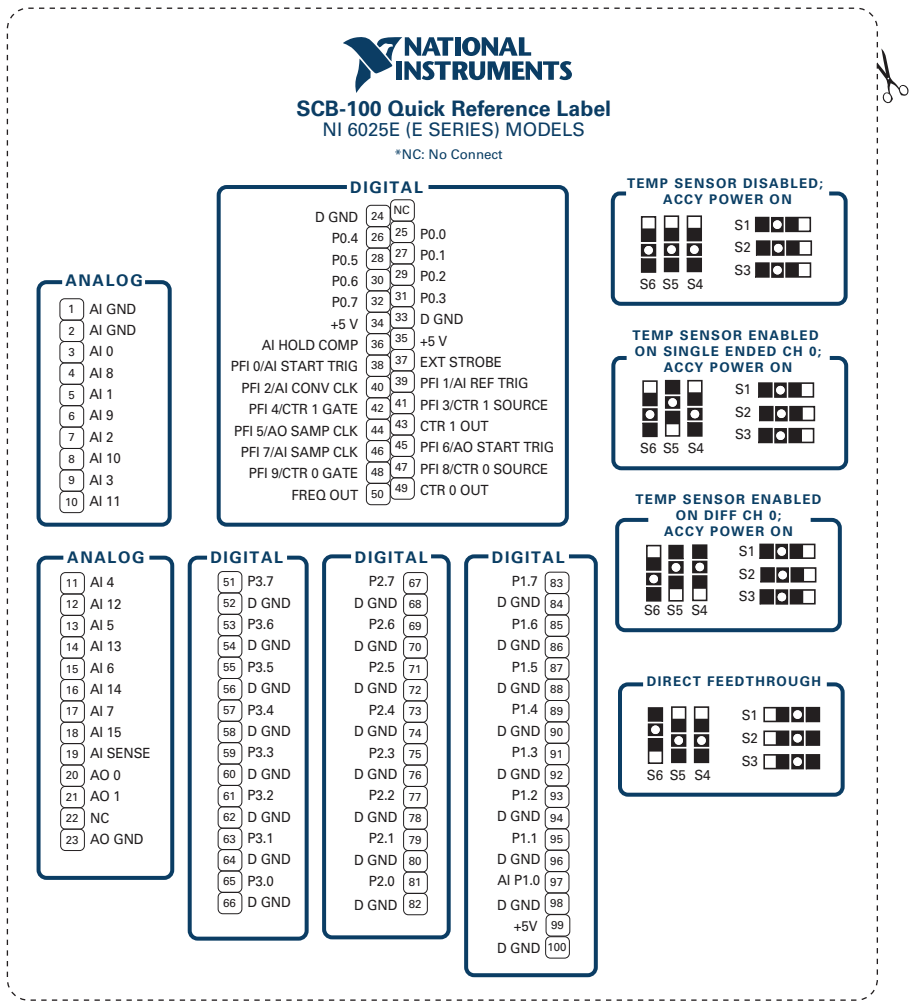 NATIONAL
INSTRUMENTS
SCB-100 Quick Reference Label
NI 6025E (E SERIES) MODELS
*NC: No Connect
ANALOG
1 AI GND
2 AI GND
3 AI 0
4 AI 8
5 AI 1
6 AI 9
7 AI 2
8 AI 10
9 AI 3
10 AI 11
DIGITAL
NC
D GND 24
25 P0.0
P0.4 26
27 P0.1
P0.5 28
29 P0.2
P0.6 30
31 P0.3
P0.7 32
33 D GND
+5 V 34
35 +5 V
AI HOLD COMP 36
37 EXT STROBE
PFI 0/AI START TRIG 38
39 PFI 1/AI REF TRIG
PFI 2/AI CONV CLK 40
41 PFI 3/CTR 1 SOURCE
PFI 4/CTR 1 GATE 42
43 CTR 1 OUT
PFI 5/AO SAMP CLK 44
45 PFI 6/AO START TRIG
PFI 7/AI SAMP CLK 46
47 PFI 8/CTR 0 SOURCE
PFI 9/CTR 0 GATE 48
49 CTR 0 OUT
FREQ OUT 50
TEMP SENSOR DISABLED;
ACCY POWER ON
S1
S2
S3
S6 S5 S4
TEMP SENSOR ENABLED
ON SINGLE ENDED CH 0;
ACCY POWER ON
S1
S2
S3
S6 S5 S4
TEMP SENSOR ENABLED
ON DIFF CH 0;
ACCY POWER ON
S1
S2
S3
S6 S5 S4
DIRECT FEEDTHROUGH
S1
S2
S3
S6 S5 S4
ANALOG
11 AI 4
12 AI 12
13 AI 5
14 AI 13
15 AI 6
16 AI 14
17 AI 7
18 AI 15
19 AI SENSE
20 AO 0
21 AO 1
22 NC
23 AO GND
DIGITAL
51 P3.7
52 D GND
53 P3.6
54 D GND
55 P3.5
56 D GND
57 P3.4
58 D GND
59 P3.3
60 D GND
61 P3.2
62 D GND
63 P3.1
64 D GND
65 P3.0
66 D GND
DIGITAL
P2.7 67
D GND 68
P2.6 69
D GND 70
P2.5 71
D GND 72
P2.4 73
D GND 74
P2.3 75
D GND 76
P2.2 77
D GND 78
P2.1 79
D GND 80
P2.0 81
D GND 82
DIGITAL
P1.7 83
D GND 84
P1.6 85
D GND 86
P1.5 87
D GND 88
P1.4 89
D GND 90
P1.3 91
D GND 92
P1.2 93
D GND 94
P1.1 95
D GND 96
AI P1.0 97
D GND 98
+5V 99
D GND 100